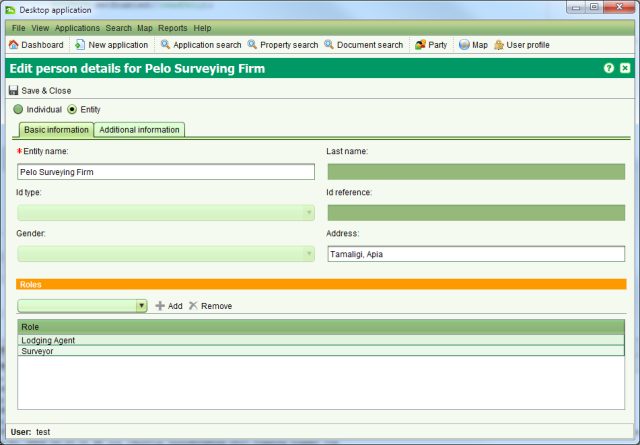 Desktop application
File View Applications Search Map Reports Help
Dashboard New application Application search Property search Document search Party Map User profile
Edit person details for Pelo Surveying Firm
Save & Close
Individual Entity
Basic information Additional information
*Entity name: Last name:
Pelo Surveying Firm
Id type: Id reference:
Gender: Address:
Tamaligi, Apia
Roles
Add Remove
Role
Lodging Agent
Surveyor
User: test